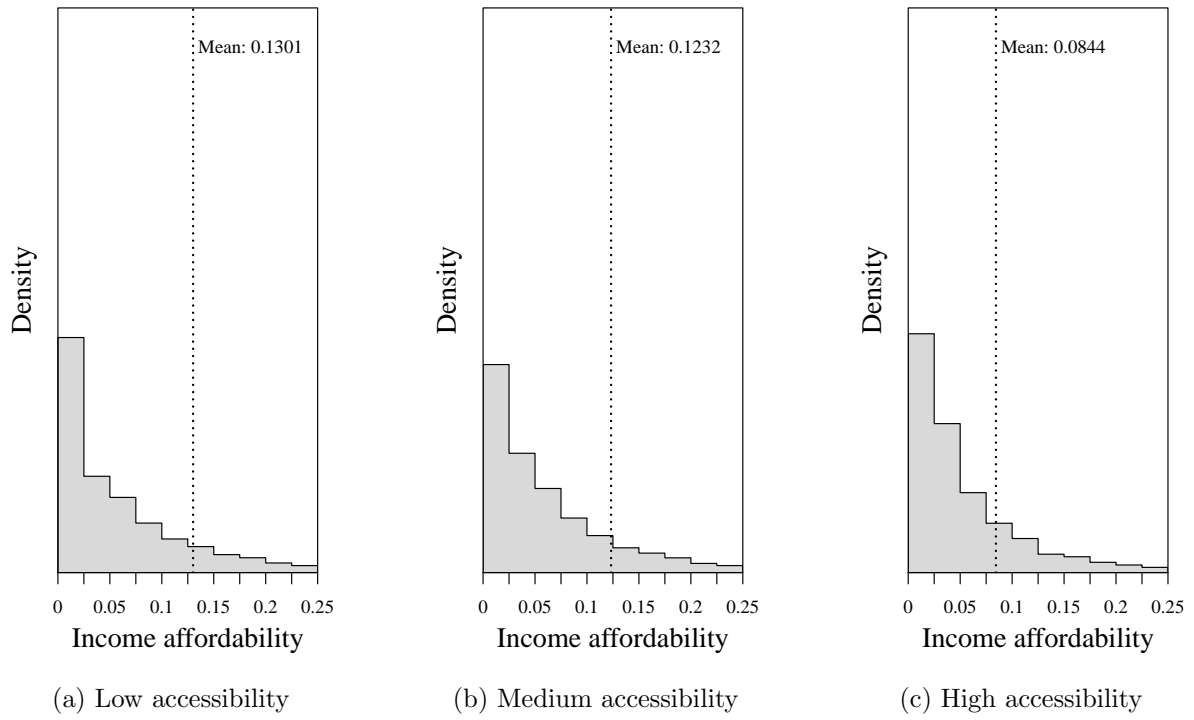 Mean: 0.1301
Density
0 0.05 0.1 0.15 0.2 0.25
Income affordability
(a) Low accessibility
Mean: 0.1232
Density
0 0.05 0.1 0.15 0.2 0.25
Income affordability
(b) Medium accessibility
Mean: 0.0844
Density
0 0.05 0.1 0.15 0.2 0.25
Income affordability
(c) High accessibility